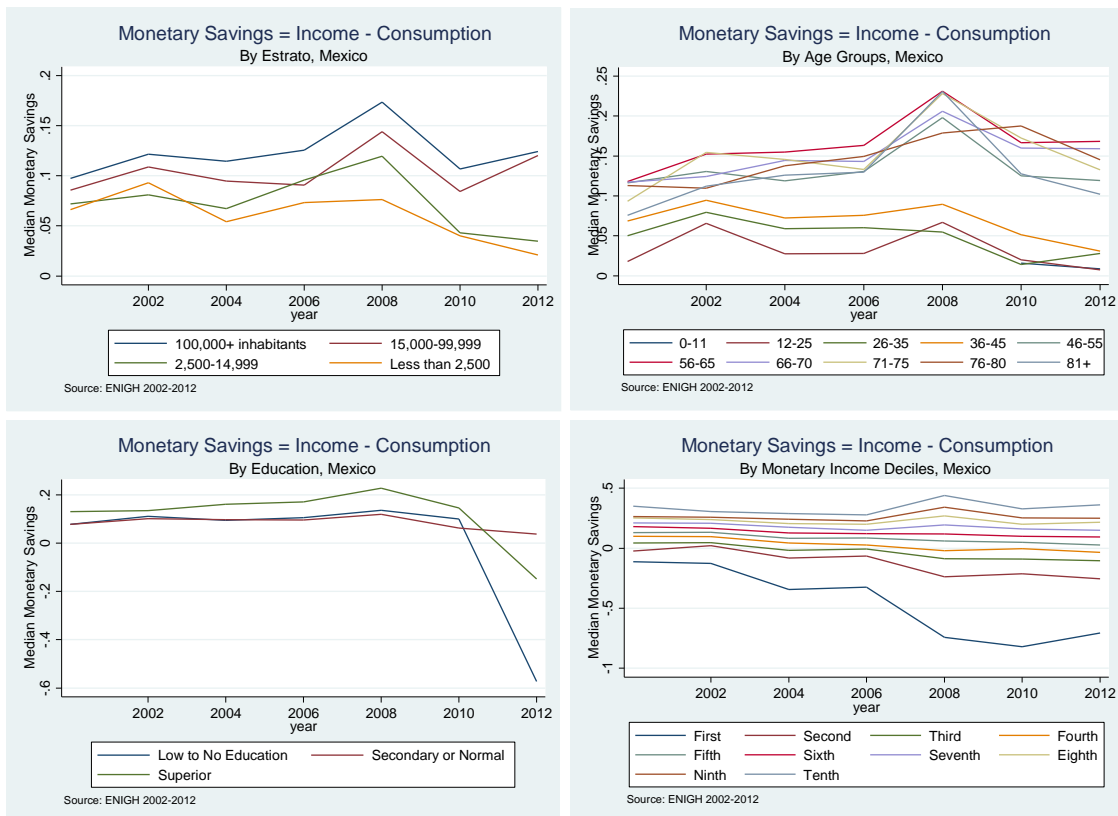 Monetary Savings = Income - Consumption
By Estrato, Mexico
Median Monetary Savings
.2
.15
.1
.05
0
2002 2004 2006 2008 2010 2012
year
100,000+ inhabitants 15,000-99,999
2,500-14,999 Less than 2,500
Source: ENIGH 2002-2012
Monetary Savings = Income - Consumption
By Age Groups, Mexico
Median Monetary Savings
.25
.2
.15
.1
.05
0
2002 2004 2006 2008 2010 2012
year
0-11 12-25 26-35 36-45 46-55
56-65 66-70 71-75 76-80 81+
Source: ENIGH 2002-2012
Monetary Savings = Income - Consumption
By Education, Mexico
Median Monetary Savings
.2
0
-.2
-.4
-.6
2002 2004 2006 2008 2010 2012
year
Low to No Education Secondary or Normal
Superior
Source: ENIGH 2002-2012
Monetary Savings = Income - Consumption
By Monetary Income Deciles, Mexico
Median Monetary Savings
.5
0
-.5
-1
2002 2004 2006 2008 2010 2012
year
First Second Third Fourth
Fifth Sixth Seventh Eighth
Ninth Tenth
Source: ENIGH 2002-2012